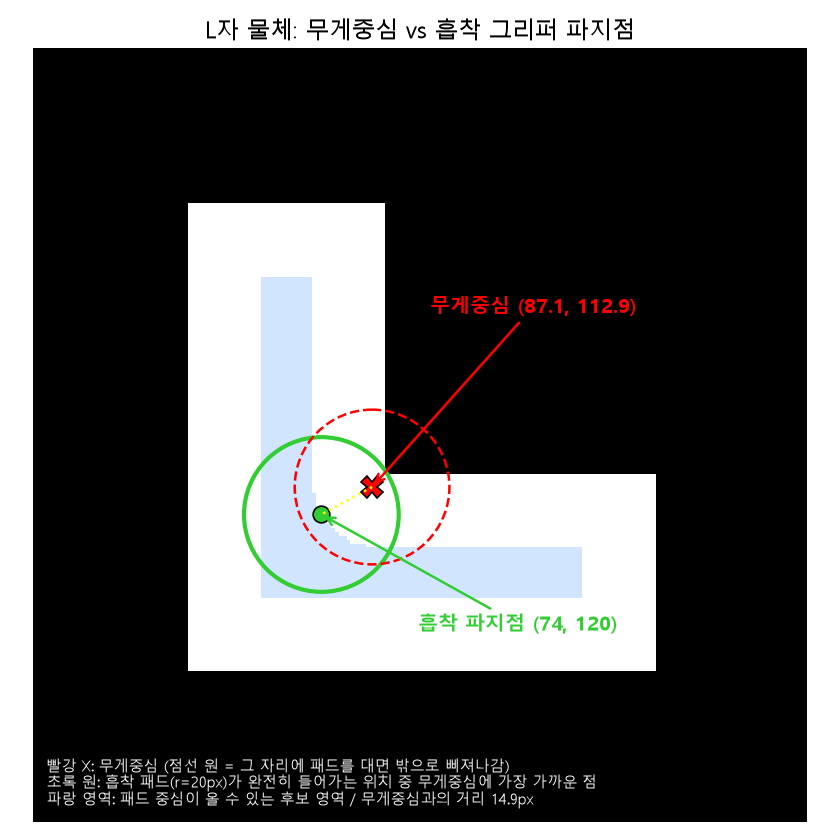 L자 물체: 무게중심 vs 흡착 그리퍼 파지점
무게중심 (87.1, 112.9)
흡착 파지점 (74, 120)
빨강 X: 무게중심 (점선 원 = 그 자리에 패드를 대면 밖으로 삐져나감)
초록 원: 흡착 패드(r=20px)가 완전히 들어가는 위치 중 무게중심에 가장 가까운 점
파랑 영역: 패드 중심이 올 수 있는 후보 영역 / 무게중심과의 거리 14.9px